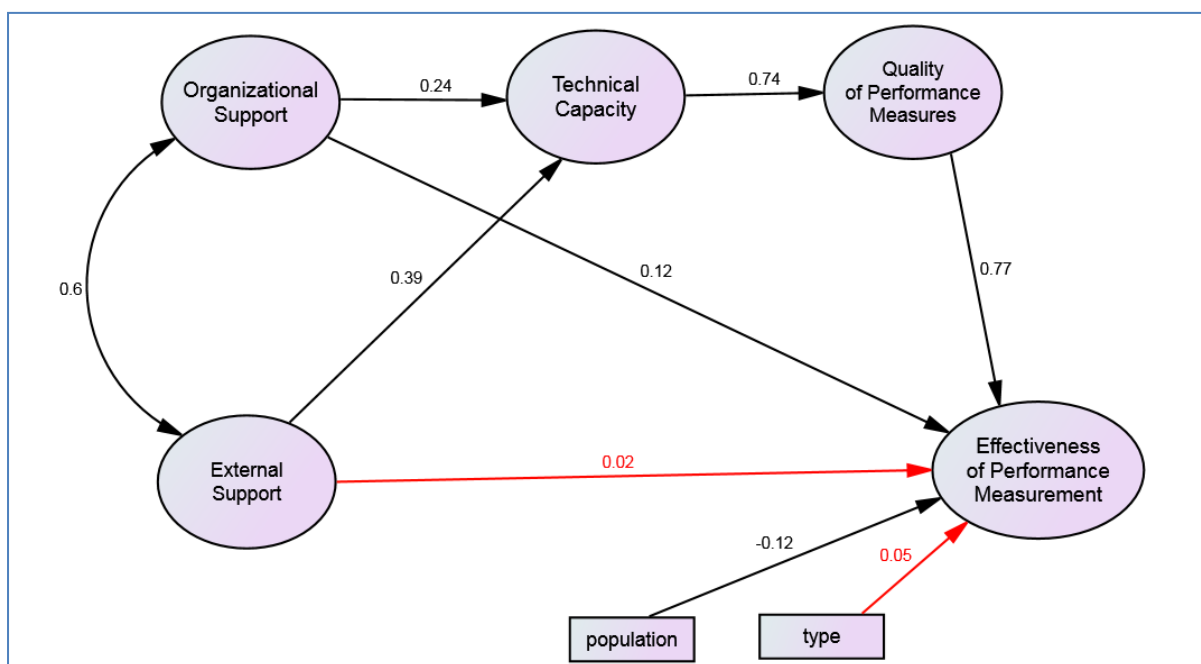 Organizational
Support
0.24
Technical
Capacity
0.74
Quality
of Performance
Measures
0.6
0.39
0.12
0.77
External
Support
0.02
Effectiveness
of Performance
Measurement
-0.12
0.05
population
type